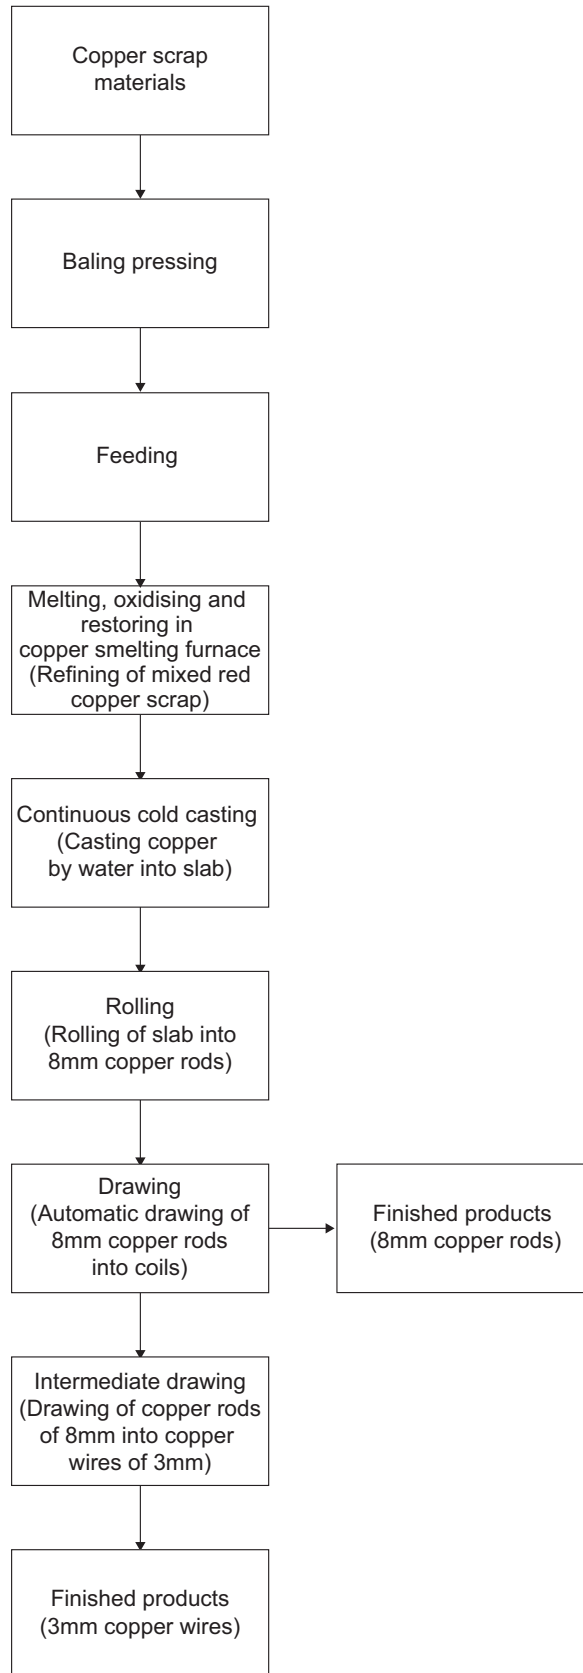 Copper scrap
materials
Baling pressing
Feeding
Melting, oxidising and
restoring in
copper smelting furnace
(Refining of mixed red
copper scrap)
Continuous cold casting
(Casting copper
by water into slab)
Rolling
(Rolling of slab into
8mm copper rods)
Drawing
(Automatic drawing of
8mm copper rods
into coils)
Finished products
(8mm copper rods)
Intermediate drawing
(Drawing of copper rods
of 8mm into copper
wires of 3mm)
Finished products
(3mm copper wires)